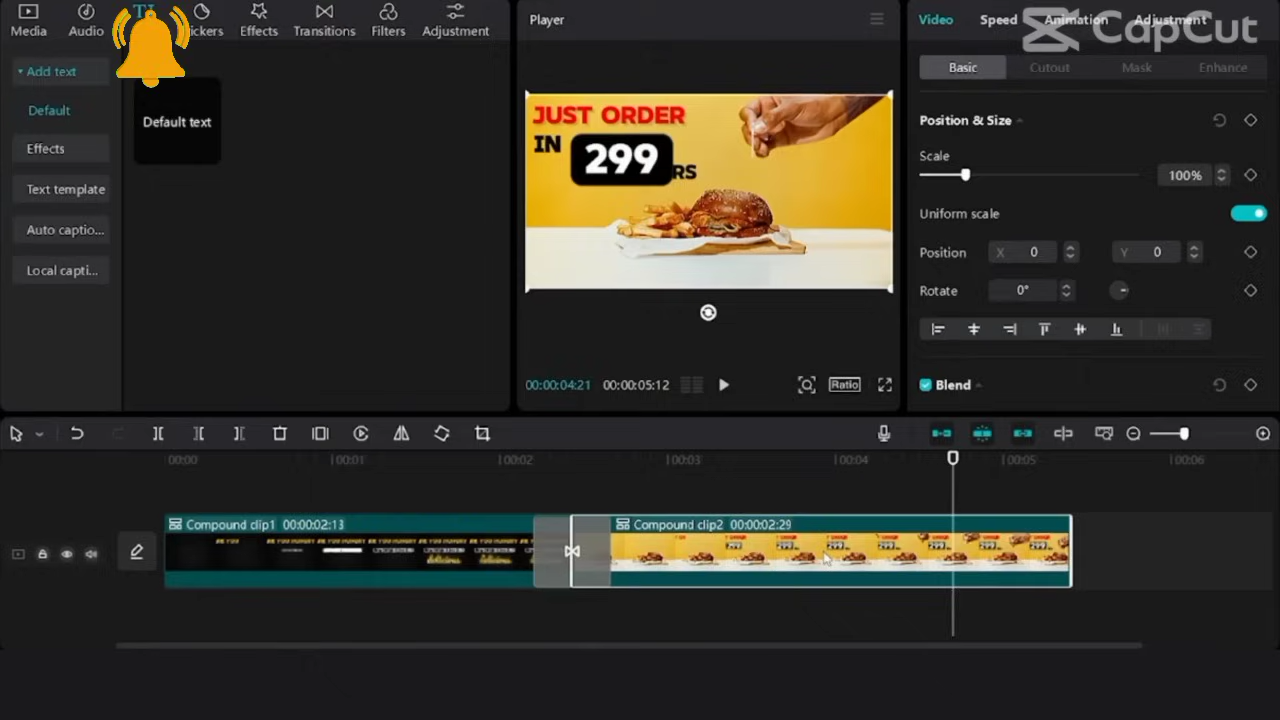 Media
Audio
TI
ckers
Effects
Transitions
Filters
Adjustment
Add text
Default
Effects
Text template
Auto captio...
Local capti...
Default text
Player
JUST ORDER
IN 299 RS
00:00:04:21
00:00:05:12
Ratio
Video
Speed
Animation
Adjustment
CapCut
Basic
Cutout
Mask
Enhance
Position & Size
Scale
100%
Uniform scale
Position
X 0
Y 0
Rotate
0°
Blend
00:00
00:01
00:02
00:03
00:04
00:05
00:06
Compound clip1 00:00:02:13
Compound clip2 00:00:02:29